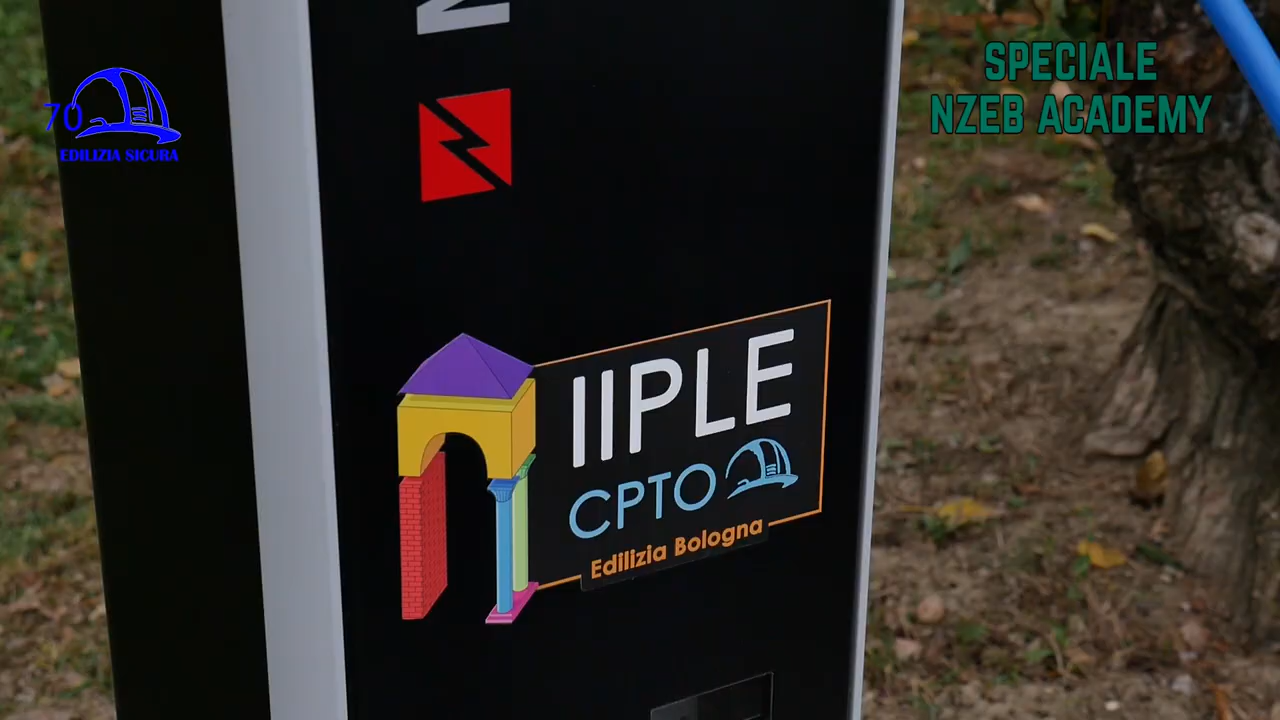 70
EDILIZIA SICURA
SPECIALE
NZEB ACADEMY
IIPLE
CPTO
Edilizia Bologna